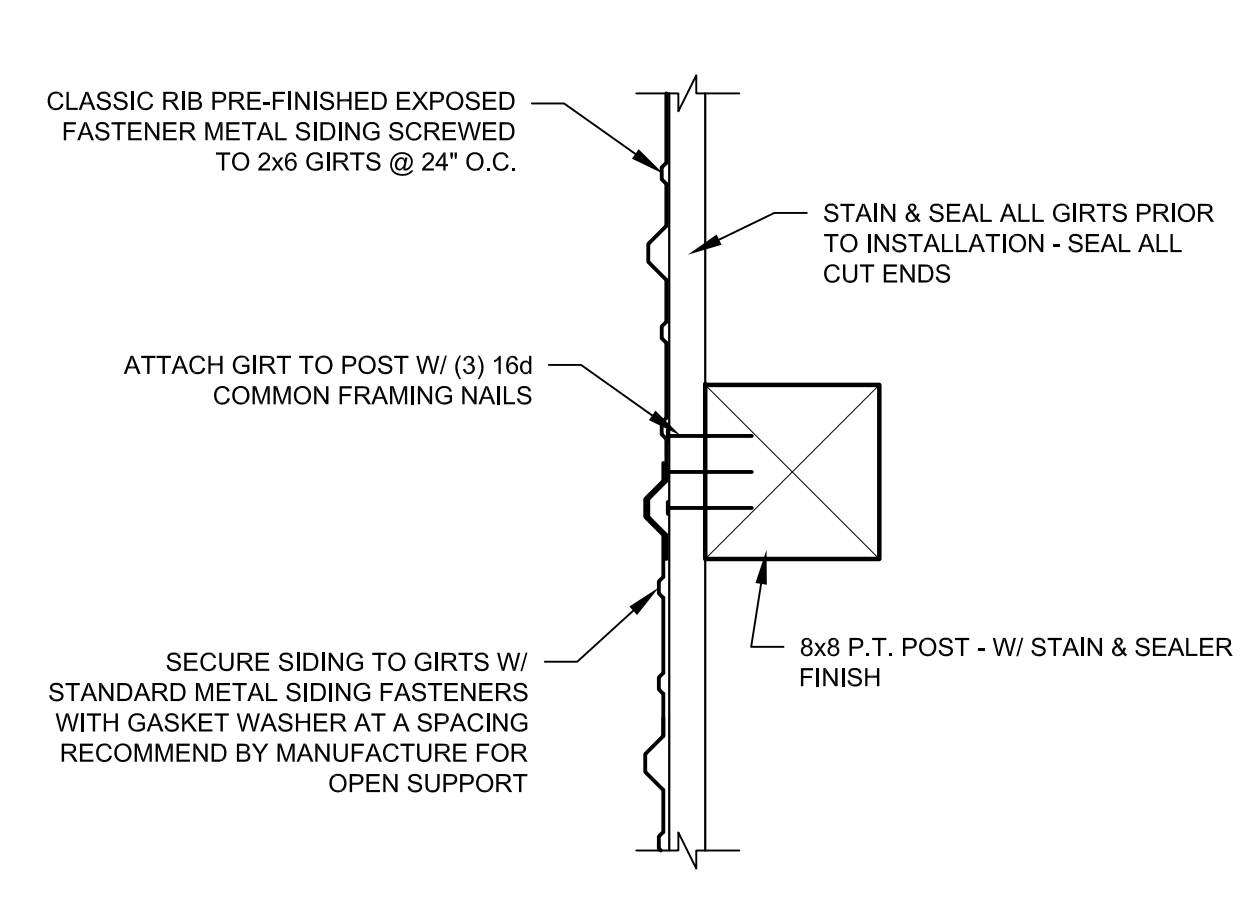 CLASSIC RIB PRE-FINISHED EXPOSED
FASTENER METAL SIDING SCREWED
TO 2x6 GIRTS @ 24" O.C.
STAIN & SEAL ALL GIRTS PRIOR
TO INSTALLATION - SEAL ALL
CUT ENDS
ATTACH GIRT TO POST W/ (3) 16d
COMMON FRAMING NAILS
SECURE SIDING TO GIRTS W/
STANDARD METAL SIDING FASTENERS
WITH GASKET WASHER AT A SPACING
RECOMMEND BY MANUFACTURE FOR
OPEN SUPPORT
8x8 P.T. POST - W/ STAIN & SEALER
FINISH